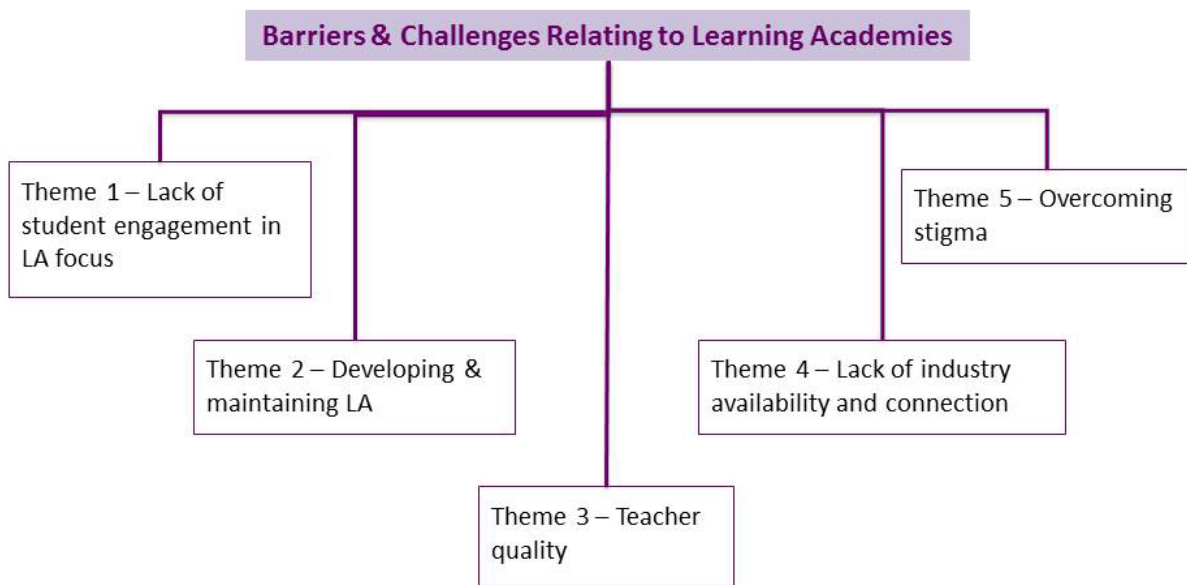 Barriers & Challenges Relating to Learning Academies
Theme 1 – Lack of
student engagement in
LA focus
Theme 2 – Developing &
maintaining LA
Theme 3 – Teacher
quality
Theme 4 – Lack of industry
availability and connection
Theme 5 – Overcoming
stigma